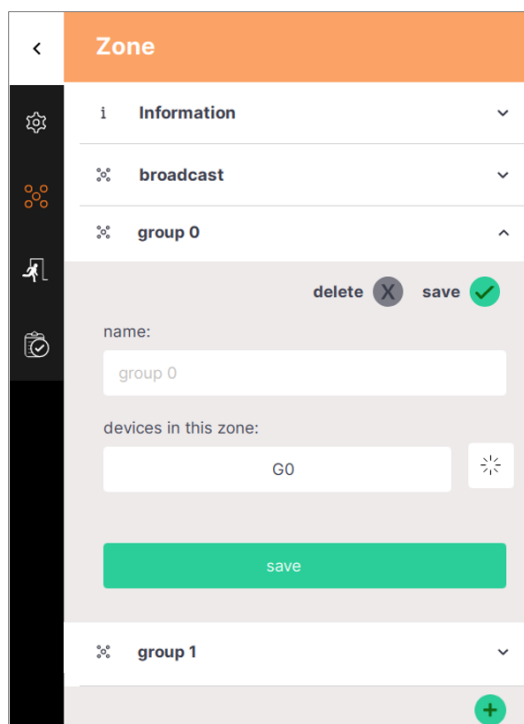 Zone
i Information
broadcast
group 0
delete X save
name:
group 0
devices in this zone:
G0
save
group 1